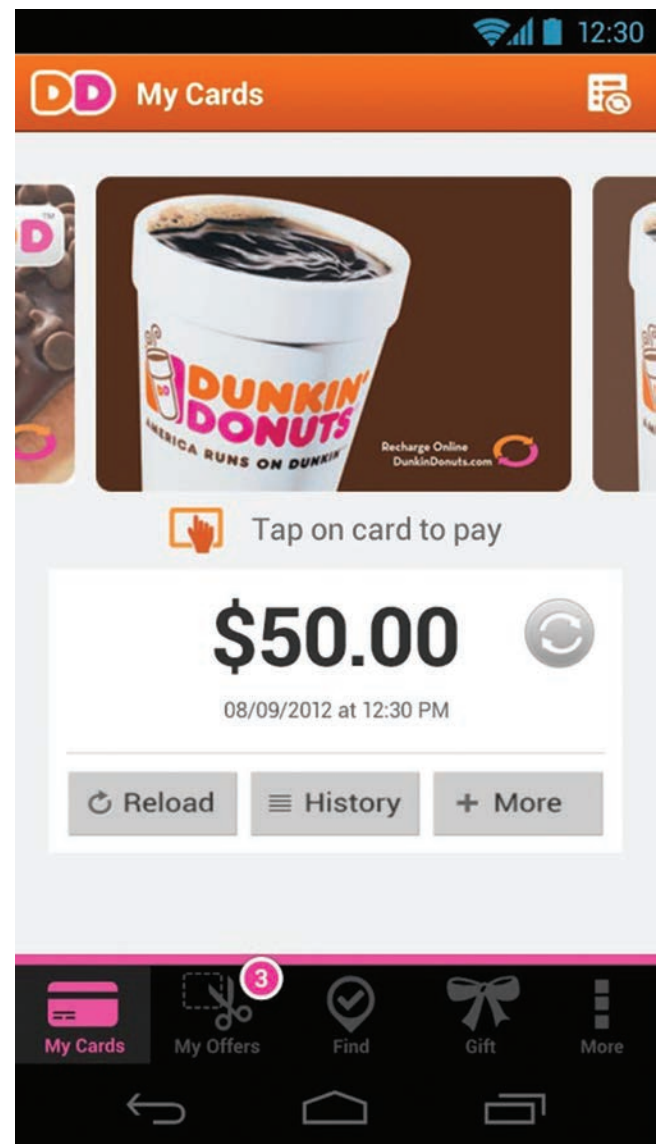 12:30
DD My Cards
D
TM
DUNKIN'
DONUTS
AMERICA RUNS ON DUNKIN'
DD
Recharge Online
DunkinDonuts.com
Tap on card to pay
$50.00
08/09/2012 at 12:30 PM
Reload
History
+ More
3
My Cards
My Offers
Find
Gift
More